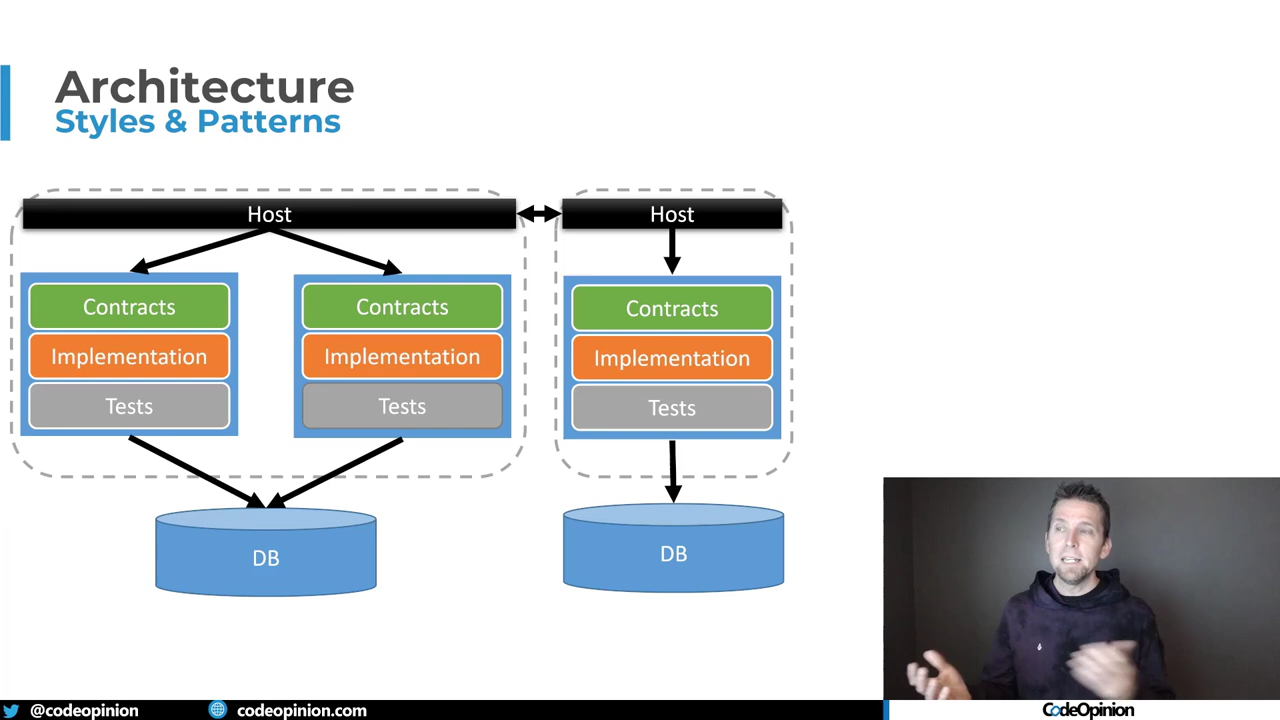 Architecture
Styles & Patterns
Host
Host
Contracts
Implementation
Tests
Contracts
Implementation
Tests
Contracts
Implementation
Tests
DB
DB
@codeopinion
codeopinion.com
CodeOpinion